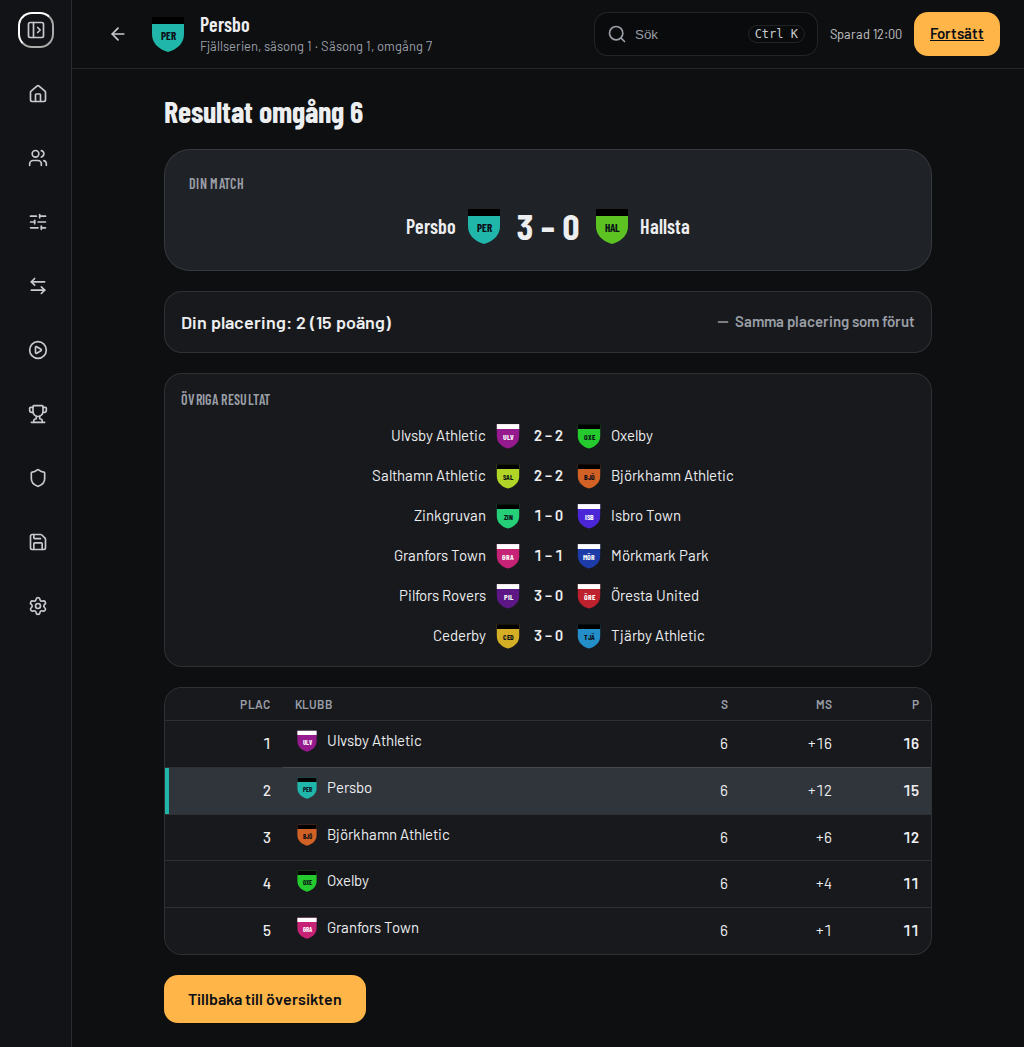 PER
Persbo
Fjällserien, säsong 1 · Säsong 1, omgång 7
Sök
Ctrl K
Sparad 12:00
Fortsätt
Resultat omgång 6
DIN MATCH
Persbo PER 3 – 0 HAL Hallsta
Din placering: 2 (15 poäng)
— Samma placering som förut
ÖVRIGA RESULTAT
Ulvsby Athletic ULV 2 – 2 OXE Oxelby
Salthamn Athletic SAL 2 – 2 BJÖ Björkhamn Athletic
Zinkgruvan ZIN 1 – 0 ISB Isbro Town
Granfors Town GRA 1 – 1 MÖR Mörkmark Park
Pilfors Rovers PIL 3 – 0 ÖRE Öresta United
Cederby CED 3 – 0 TJÄ Tjärby Athletic
PLAC KLUBB S MS P
1 ULV Ulvsby Athletic 6 +16 16
2 PER Persbo 6 +12 15
3 BJÖ Björkhamn Athletic 6 +6 12
4 OXE Oxelby 6 +4 11
5 GRA Granfors Town 6 +1 11
Tillbaka till översikten